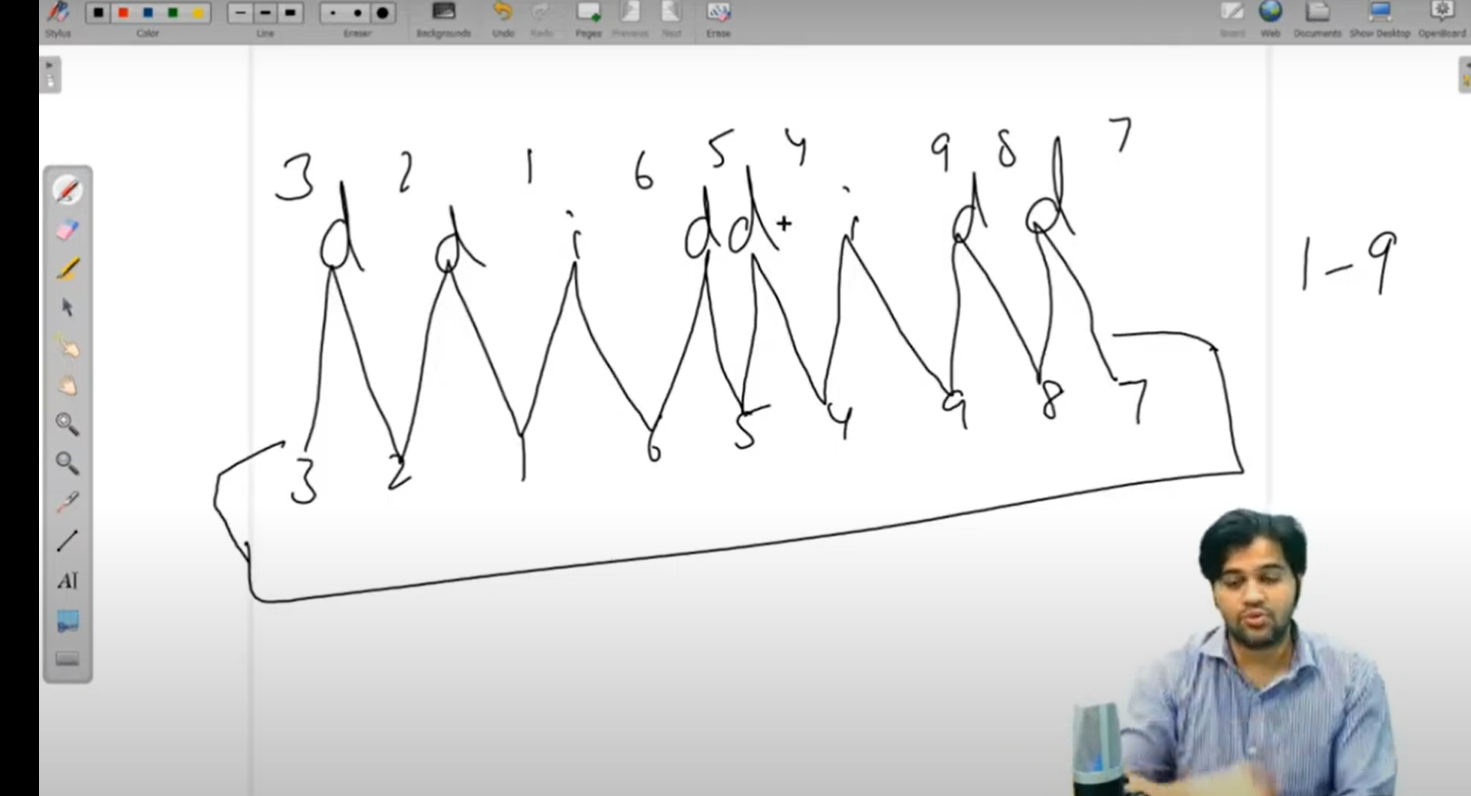 Stylus Color Line Eraser Backgrounds Undo Redo Pages Previous Next Erase Board Web Documents Show Desktop OpenBoard
3 2 1 6 5 4 9 8 7
d d i d d + i d d
1-9
3 2 1 6 5 4 9 8 7
AI